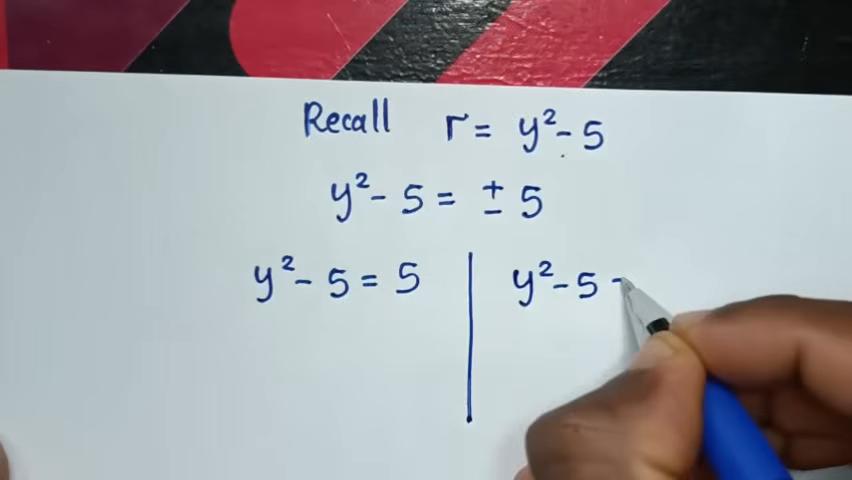 Recall r = y² - 5
y² - 5 = ± 5
y² - 5 = 5 | y² - 5 -